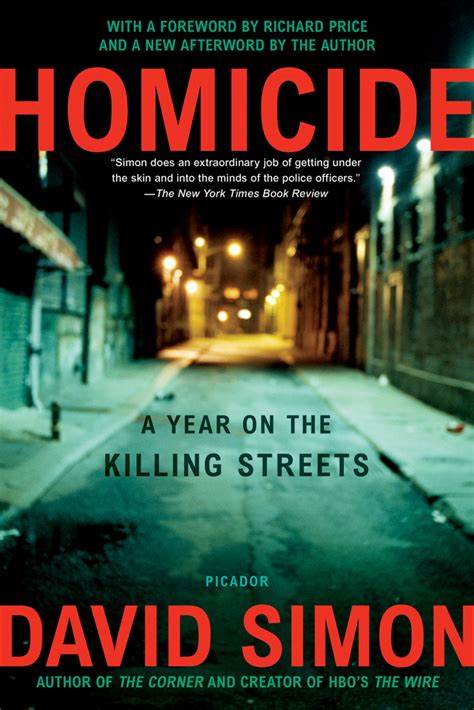 WITH A FOREWORD BY RICHARD PRICE
AND A NEW AFTERWORD BY THE AUTHOR
HOMICIDE
“Simon does an extraordinary job of getting under
the skin and into the minds of the police officers.”
—The New York Times Book Review
A YEAR ON THE
KILLING STREETS
PICADOR
DAVID SIMON
AUTHOR OF THE CORNER AND CREATOR OF HBO'S THE WIRE